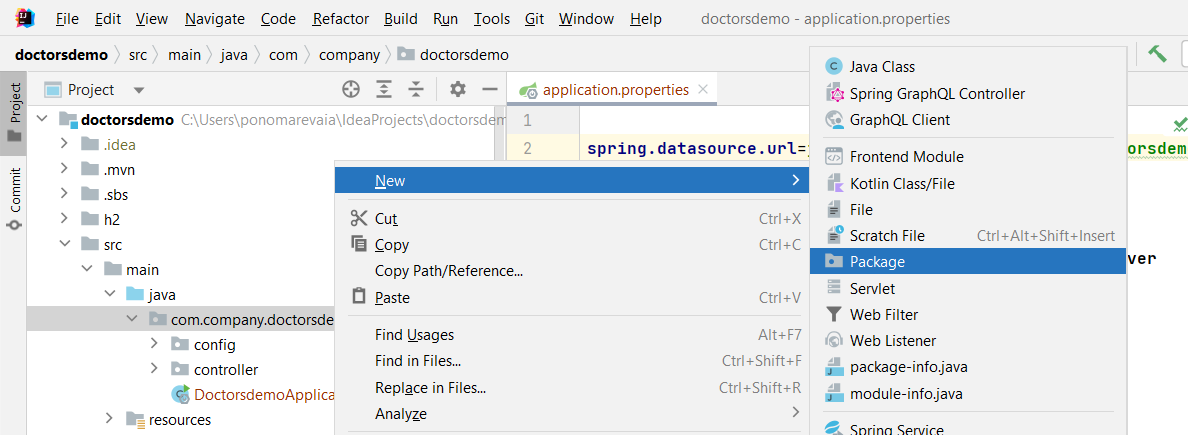 File Edit View Navigate Code Refactor Build Run Tools Git Window Help doctorsdemo - application.properties
doctorsdemo src main java com company doctorsdemo
Project
Commit
Project
doctorsdemo C:\Users\ponomarevaia\IdeaProjects\doctorsdem
.idea
.mvn
.sbs
h2
src
main
java
com.company.doctorsde
config
controller
DoctorsdemoApplica
resources
application.properties
1
2 spring.datasource.url= torsdem
ver
New
Cut Ctrl+X
Copy Ctrl+C
Copy Path/Reference...
Paste Ctrl+V
Find Usages Alt+F7
Find in Files... Ctrl+Shift+F
Replace in Files... Ctrl+Shift+R
Analyze
Java Class
Spring GraphQL Controller
GraphQL Client
Frontend Module
Kotlin Class/File
File
Scratch File Ctrl+Alt+Shift+Insert
Package
Servlet
Web Filter
Web Listener
package-info.java
module-info.java
Spring Service